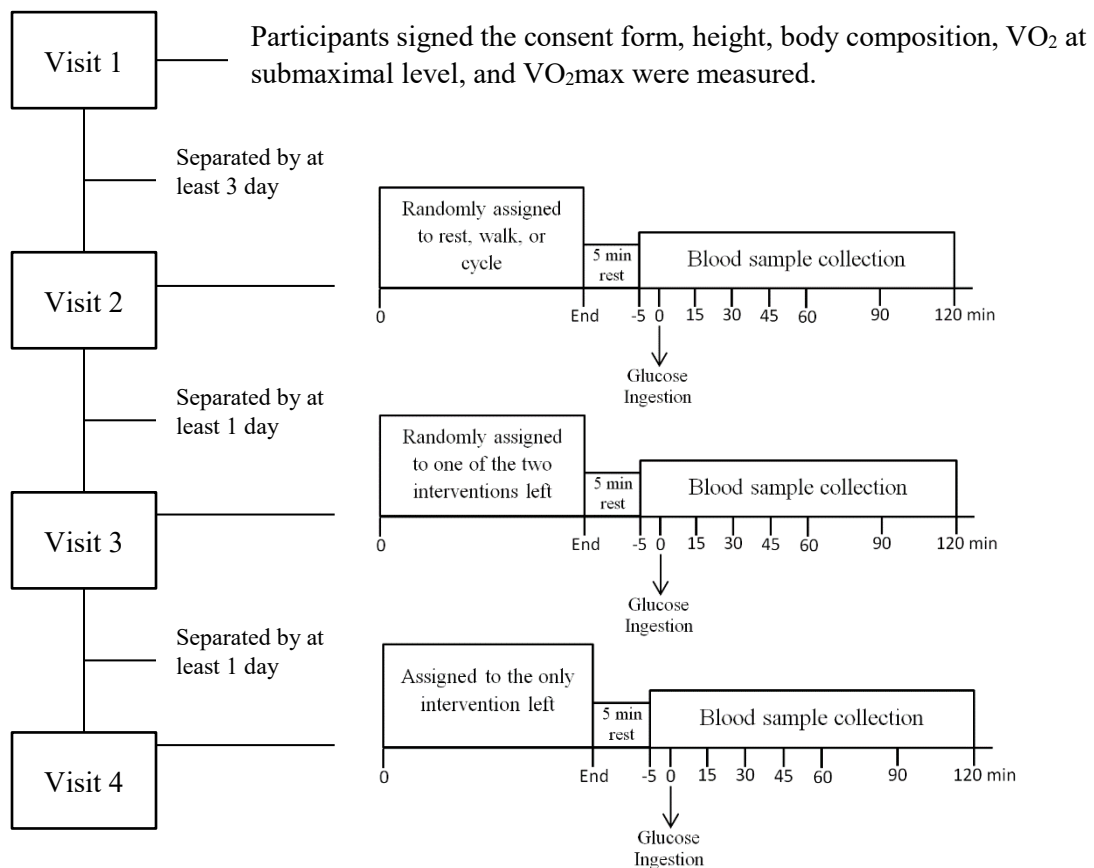 Visit 1
Participants signed the consent form, height, body composition, VO₂ at
submaximal level, and VO₂max were measured.
Separated by at
least 3 day
Visit 2
Randomly assigned
to rest, walk, or
cycle
5 min
rest
Blood sample collection
0 End -5 0 15 30 45 60 90 120 min
Glucose
Ingestion
Separated by at
least 1 day
Visit 3
Randomly assigned
to one of the two
interventions left
5 min
rest
Blood sample collection
0 End -5 0 15 30 45 60 90 120 min
Glucose
Ingestion
Separated by at
least 1 day
Visit 4
Assigned to the only
intervention left
5 min
rest
Blood sample collection
0 End -5 0 15 30 45 60 90 120 min
Glucose
Ingestion